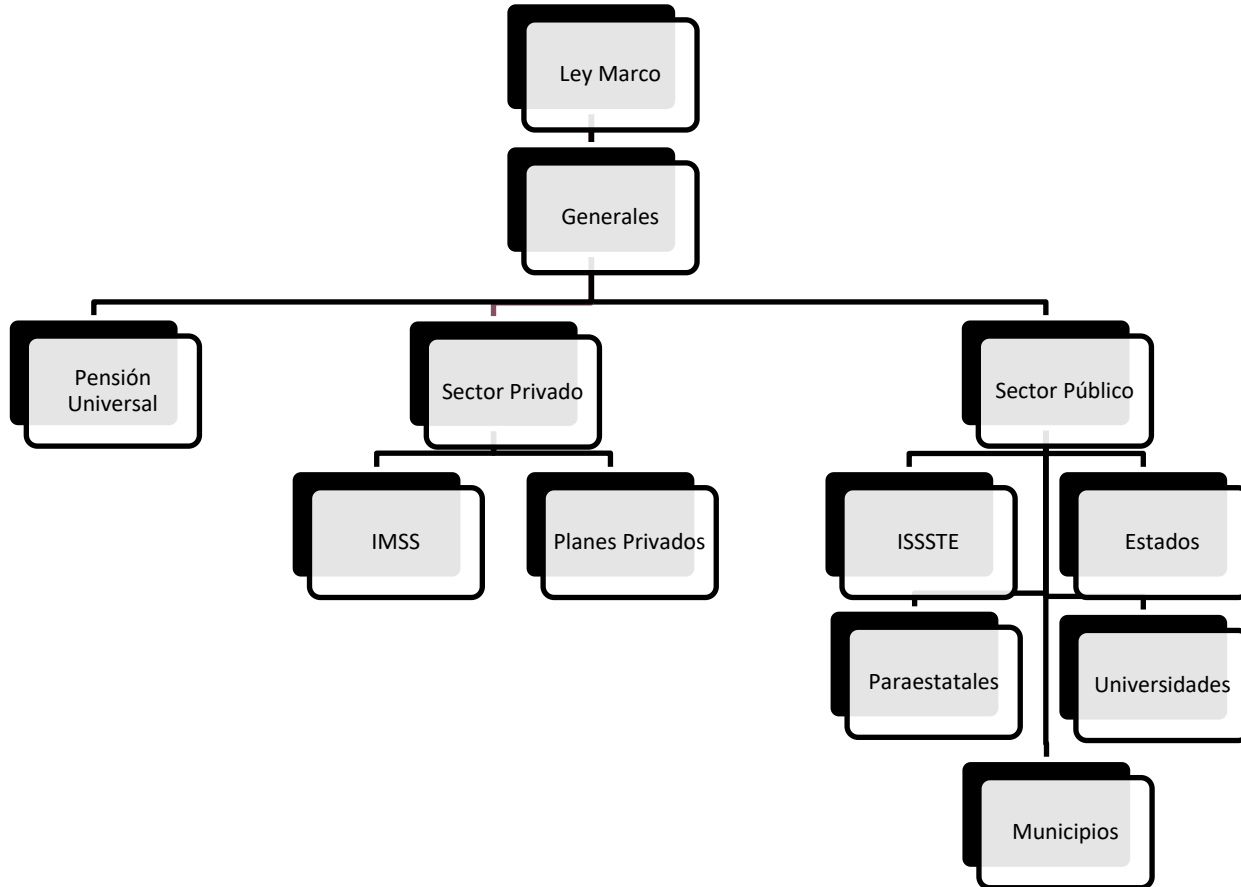 Ley Marco
Generales
Pensión
Universal
Sector Privado
Sector Público
IMSS
Planes Privados
ISSSTE
Estados
Paraestatales
Universidades
Municipios